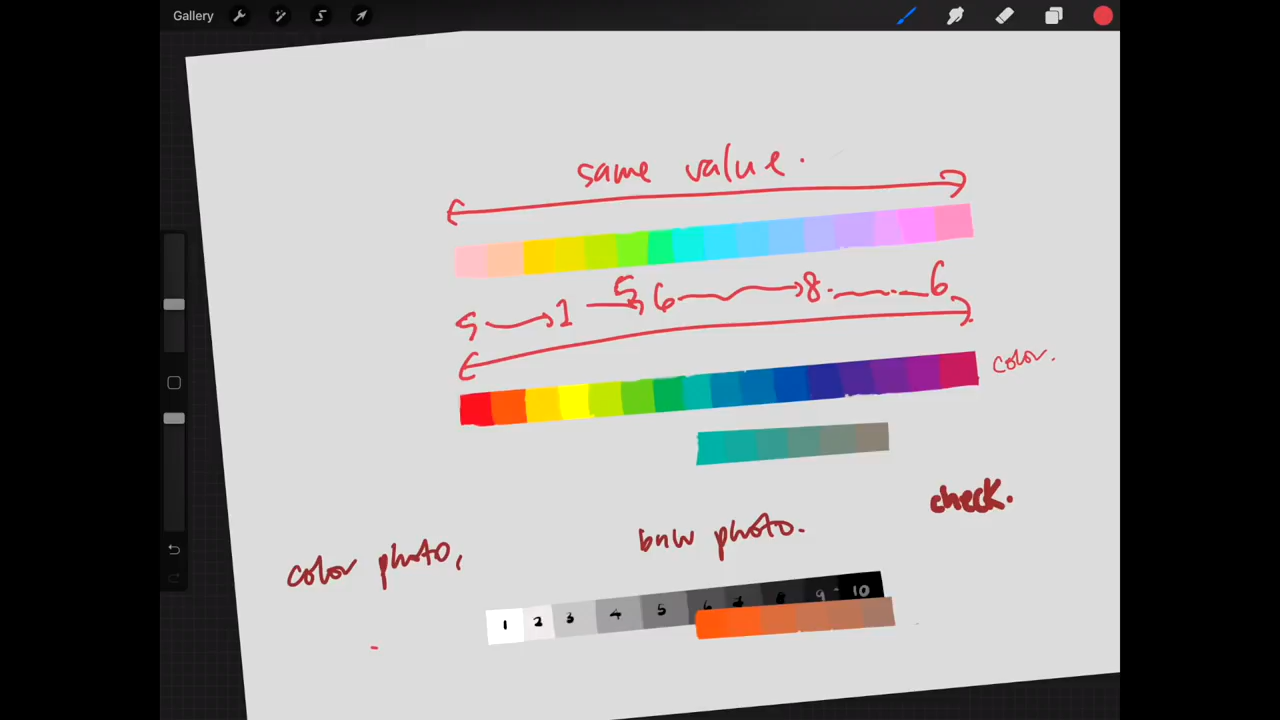 Gallery
same value.
5 1 5 6 8 6
color.
check.
color photo,
bnw photo.
1 2 3 4 5 6 7 8 9 10